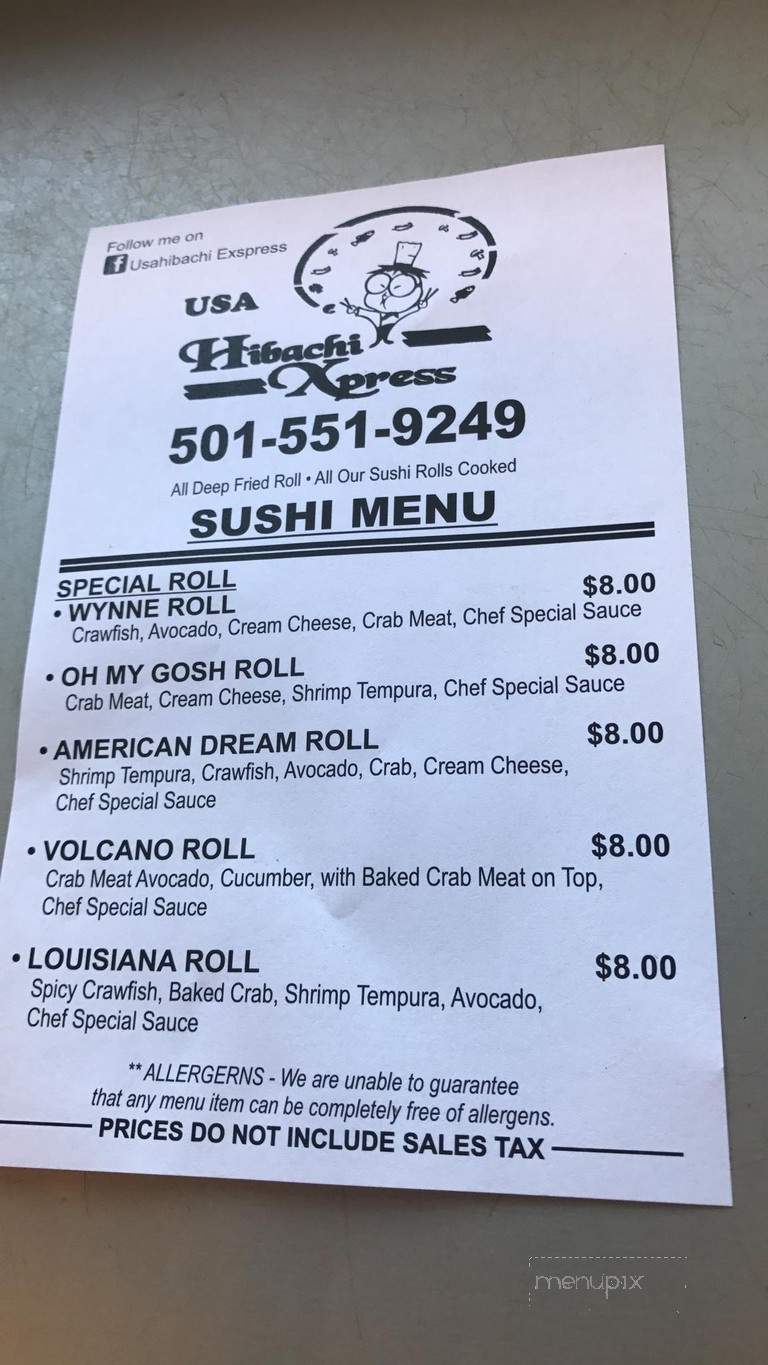 Follow me on
f Usahibachi Exspress
USA
Hibachi
Xpress
501-551-9249
All Deep Fried Roll • All Our Sushi Rolls Cooked
SUSHI MENU
SPECIAL ROLL
• WYNNE ROLL $8.00
Crawfish, Avocado, Cream Cheese, Crab Meat, Chef Special Sauce
• OH MY GOSH ROLL $8.00
Crab Meat, Cream Cheese, Shrimp Tempura, Chef Special Sauce
• AMERICAN DREAM ROLL $8.00
Shrimp Tempura, Crawfish, Avocado, Crab, Cream Cheese,
Chef Special Sauce
• VOLCANO ROLL $8.00
Crab Meat Avocado, Cucumber, with Baked Crab Meat on Top,
Chef Special Sauce
• LOUISIANA ROLL $8.00
Spicy Crawfish, Baked Crab, Shrimp Tempura, Avocado,
Chef Special Sauce
**ALLERGERNS - We are unable to guarantee
that any menu item can be completely free of allergens.
PRICES DO NOT INCLUDE SALES TAX
menupix